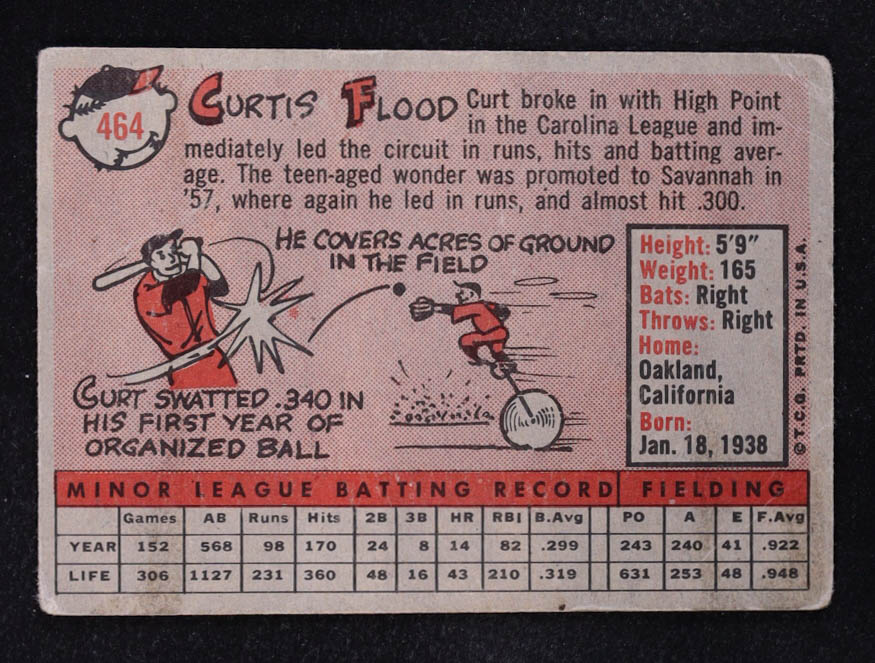 464
CURTIS FLOOD Curt broke in with High Point
in the Carolina League and im-
mediately led the circuit in runs, hits and batting aver-
age. The teen-aged wonder was promoted to Savannah in
'57, where again he led in runs, and almost hit .300.
HE COVERS ACRES OF GROUND
IN THE FIELD
CURT SWATTED .340 IN
HIS FIRST YEAR OF
ORGANIZED BALL
Height: 5'9"
Weight: 165
Bats: Right
Throws: Right
Home:
Oakland,
California
Born:
Jan. 18, 1938
©T.C.G. PRTD. IN U.S.A.
MINOR LEAGUE BATTING RECORD FIELDING
Games AB Runs Hits 2B 3B HR RBI B.Avg PO A E F.Avg
YEAR 152 568 98 170 24 8 14 82 .299 243 240 41 .922
LIFE 306 1127 231 360 48 16 43 210 .319 631 253 48 .948